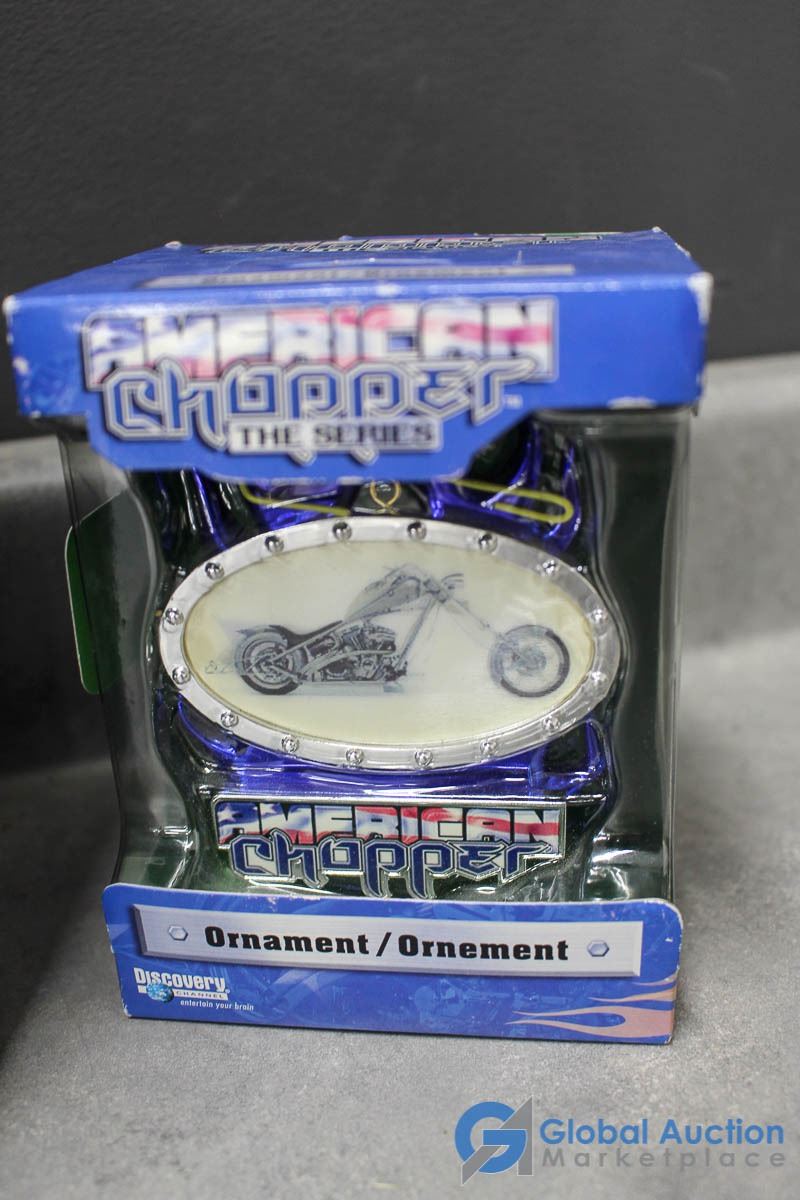 AMERICAN
Chopper
THE SERIES
AMERICAN
Chopper
Ornament / Ornement
Discovery
CHANNEL
entertain your brain
Global Auction
Marketplace